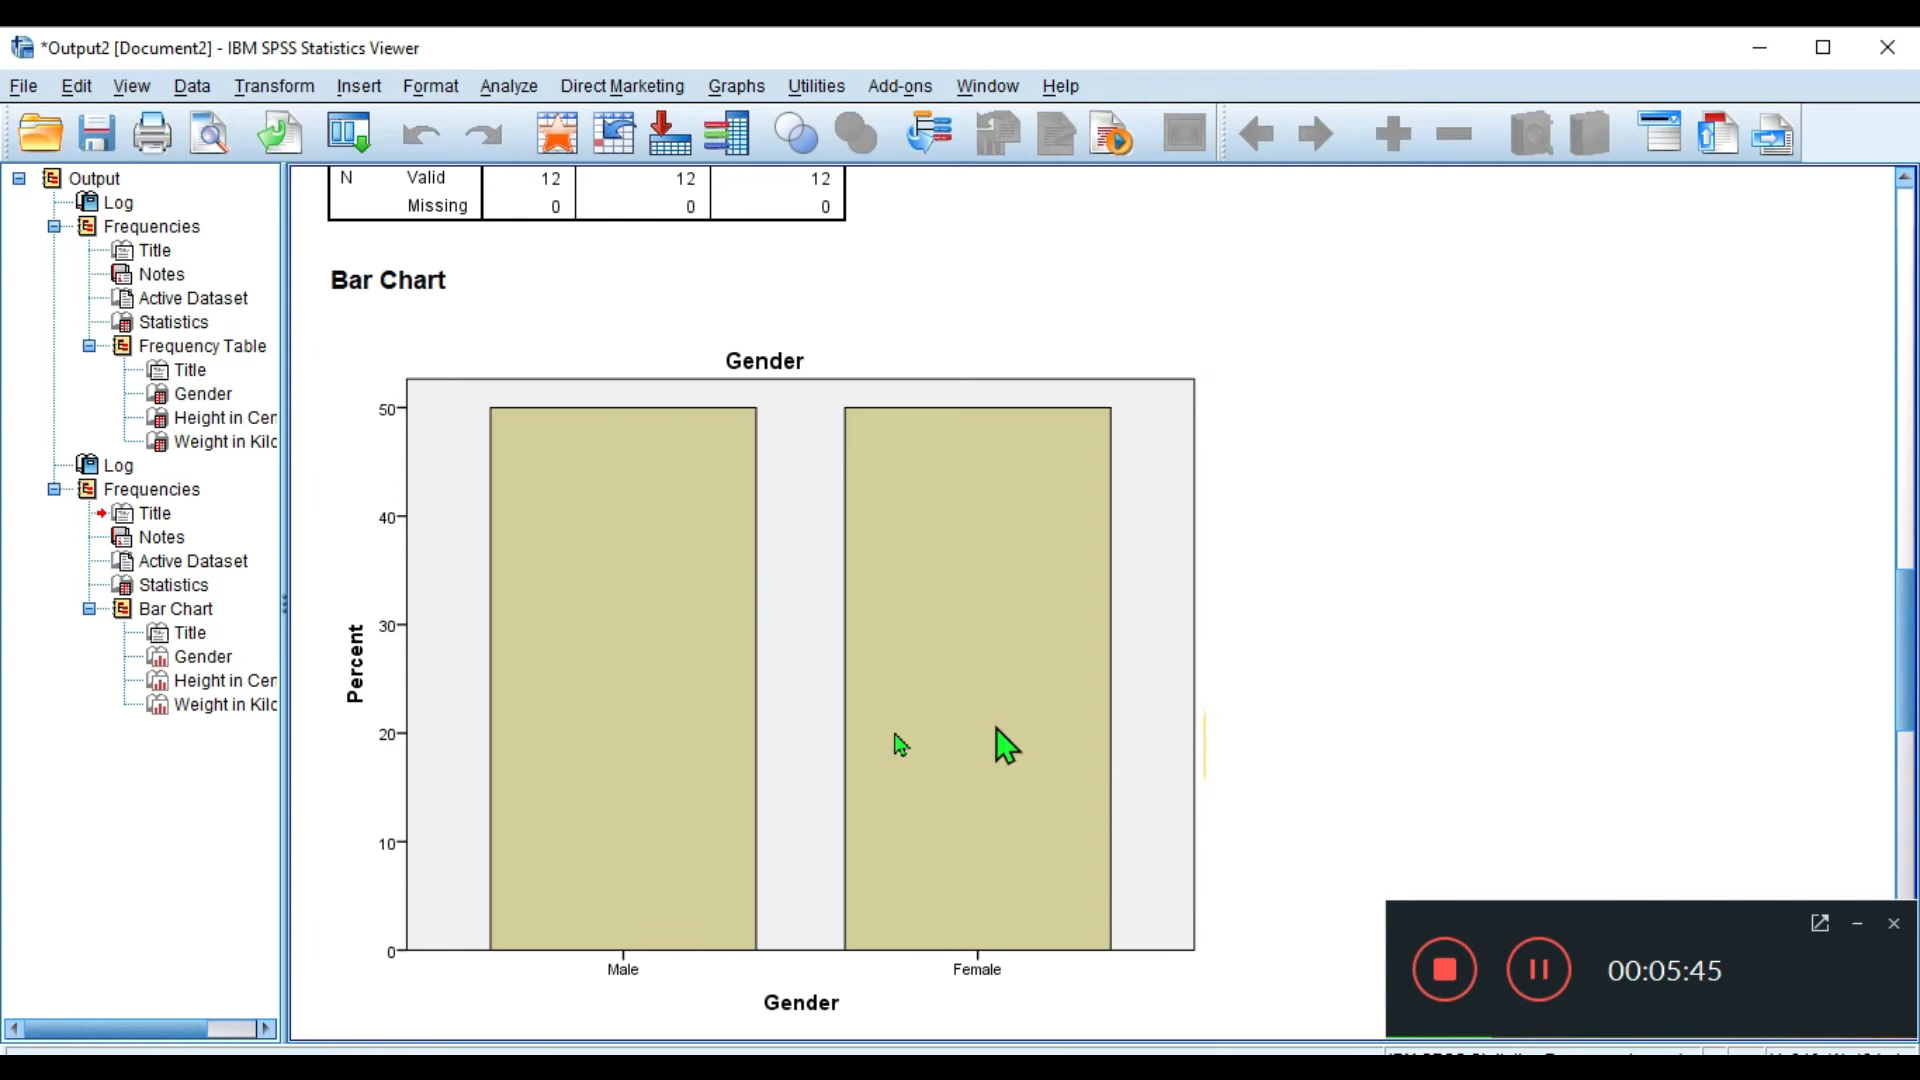 *Output2 [Document2] - IBM SPSS Statistics Viewer
File Edit View Data Transform Insert Format Analyze Direct Marketing Graphs Utilities Add-ons Window Help
Output
Log
Frequencies
Title
Notes
Active Dataset
Statistics
Frequency Table
Title
Gender
Height in Cen
Weight in Kilc
Log
Frequencies
Title
Notes
Active Dataset
Statistics
Bar Chart
Title
Gender
Height in Cen
Weight in Kilc
N Valid 12 12 12
Missing 0 0 0
Bar Chart
Gender
50
40
30
20
10
0
Percent
Male Female
Gender
00:05:45